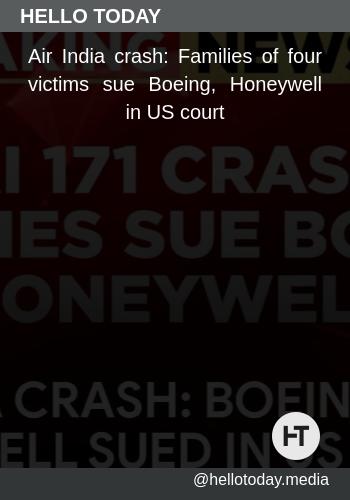 HELLO TODAY
AKING NEWS
Air India crash: Families of four
victims sue Boeing, Honeywell
in US court
AI 171 CRAS
IES SUE BO
ONEYWEL
A CRASH: BOEIN
HT
ELL SUED IN US
@hellotoday.media